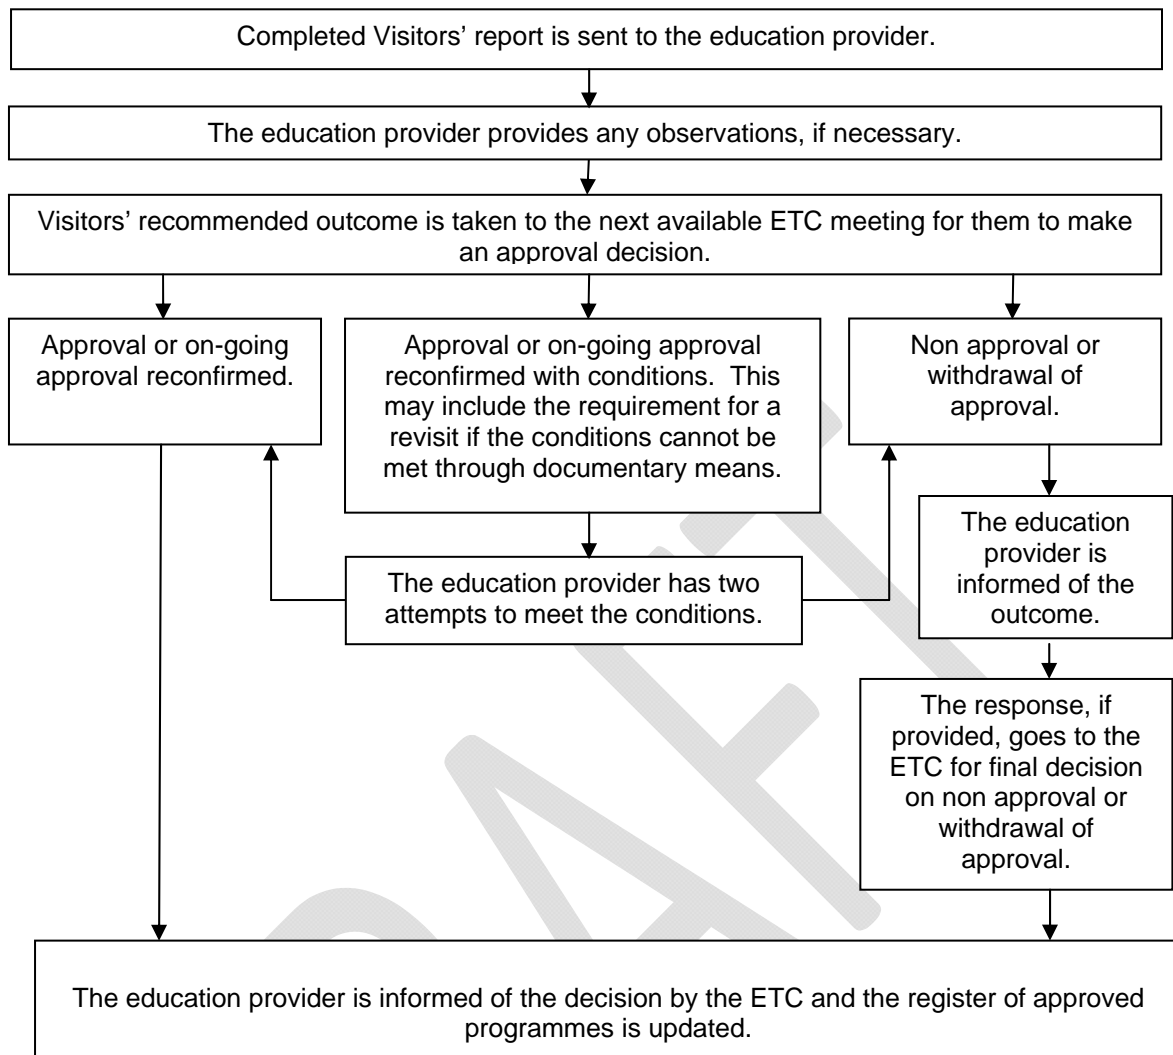 Completed Visitors’ report is sent to the education provider.
The education provider provides any observations, if necessary.
Visitors’ recommended outcome is taken to the next available ETC meeting for them to make
an approval decision.
Approval or on-going
approval reconfirmed.
Approval or on-going approval
reconfirmed with conditions. This
may include the requirement for a
revisit if the conditions cannot be
met through documentary means.
Non approval or
withdrawal of
approval.
The education provider has two
attempts to meet the conditions.
The education
provider is
informed of the
outcome.
The response, if
provided, goes to the
ETC for final decision
on non approval or
withdrawal of
approval.
The education provider is informed of the decision by the ETC and the register of approved
programmes is updated.
DRAFT